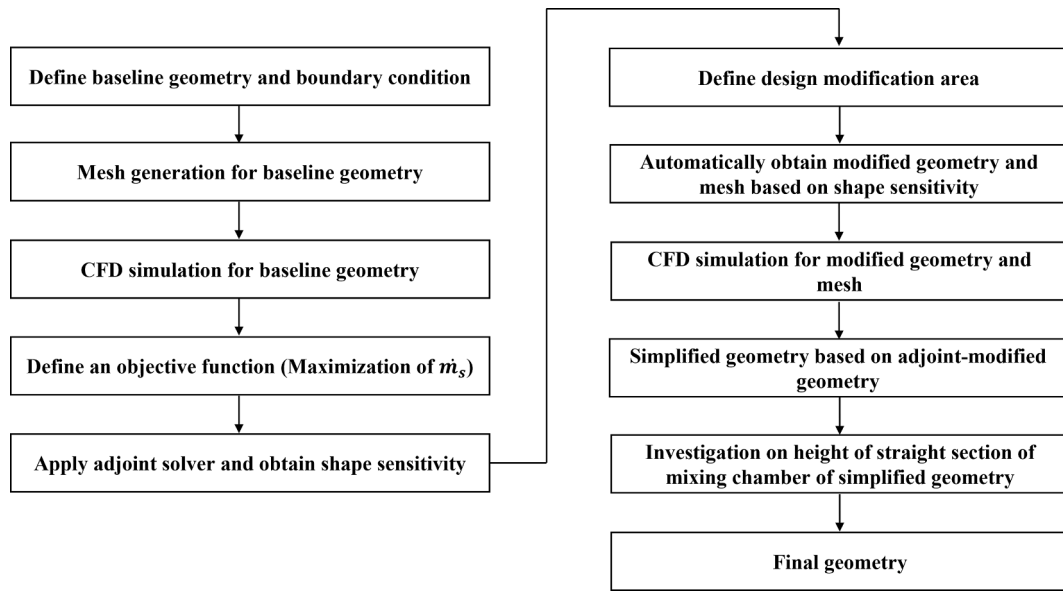 Define baseline geometry and boundary condition
Mesh generation for baseline geometry
CFD simulation for baseline geometry
Define an objective function (Maximization of ṁₛ)
Apply adjoint solver and obtain shape sensitivity
Define design modification area
Automatically obtain modified geometry and
mesh based on shape sensitivity
CFD simulation for modified geometry and
mesh
Simplified geometry based on adjoint-modified
geometry
Investigation on height of straight section of
mixing chamber of simplified geometry
Final geometry